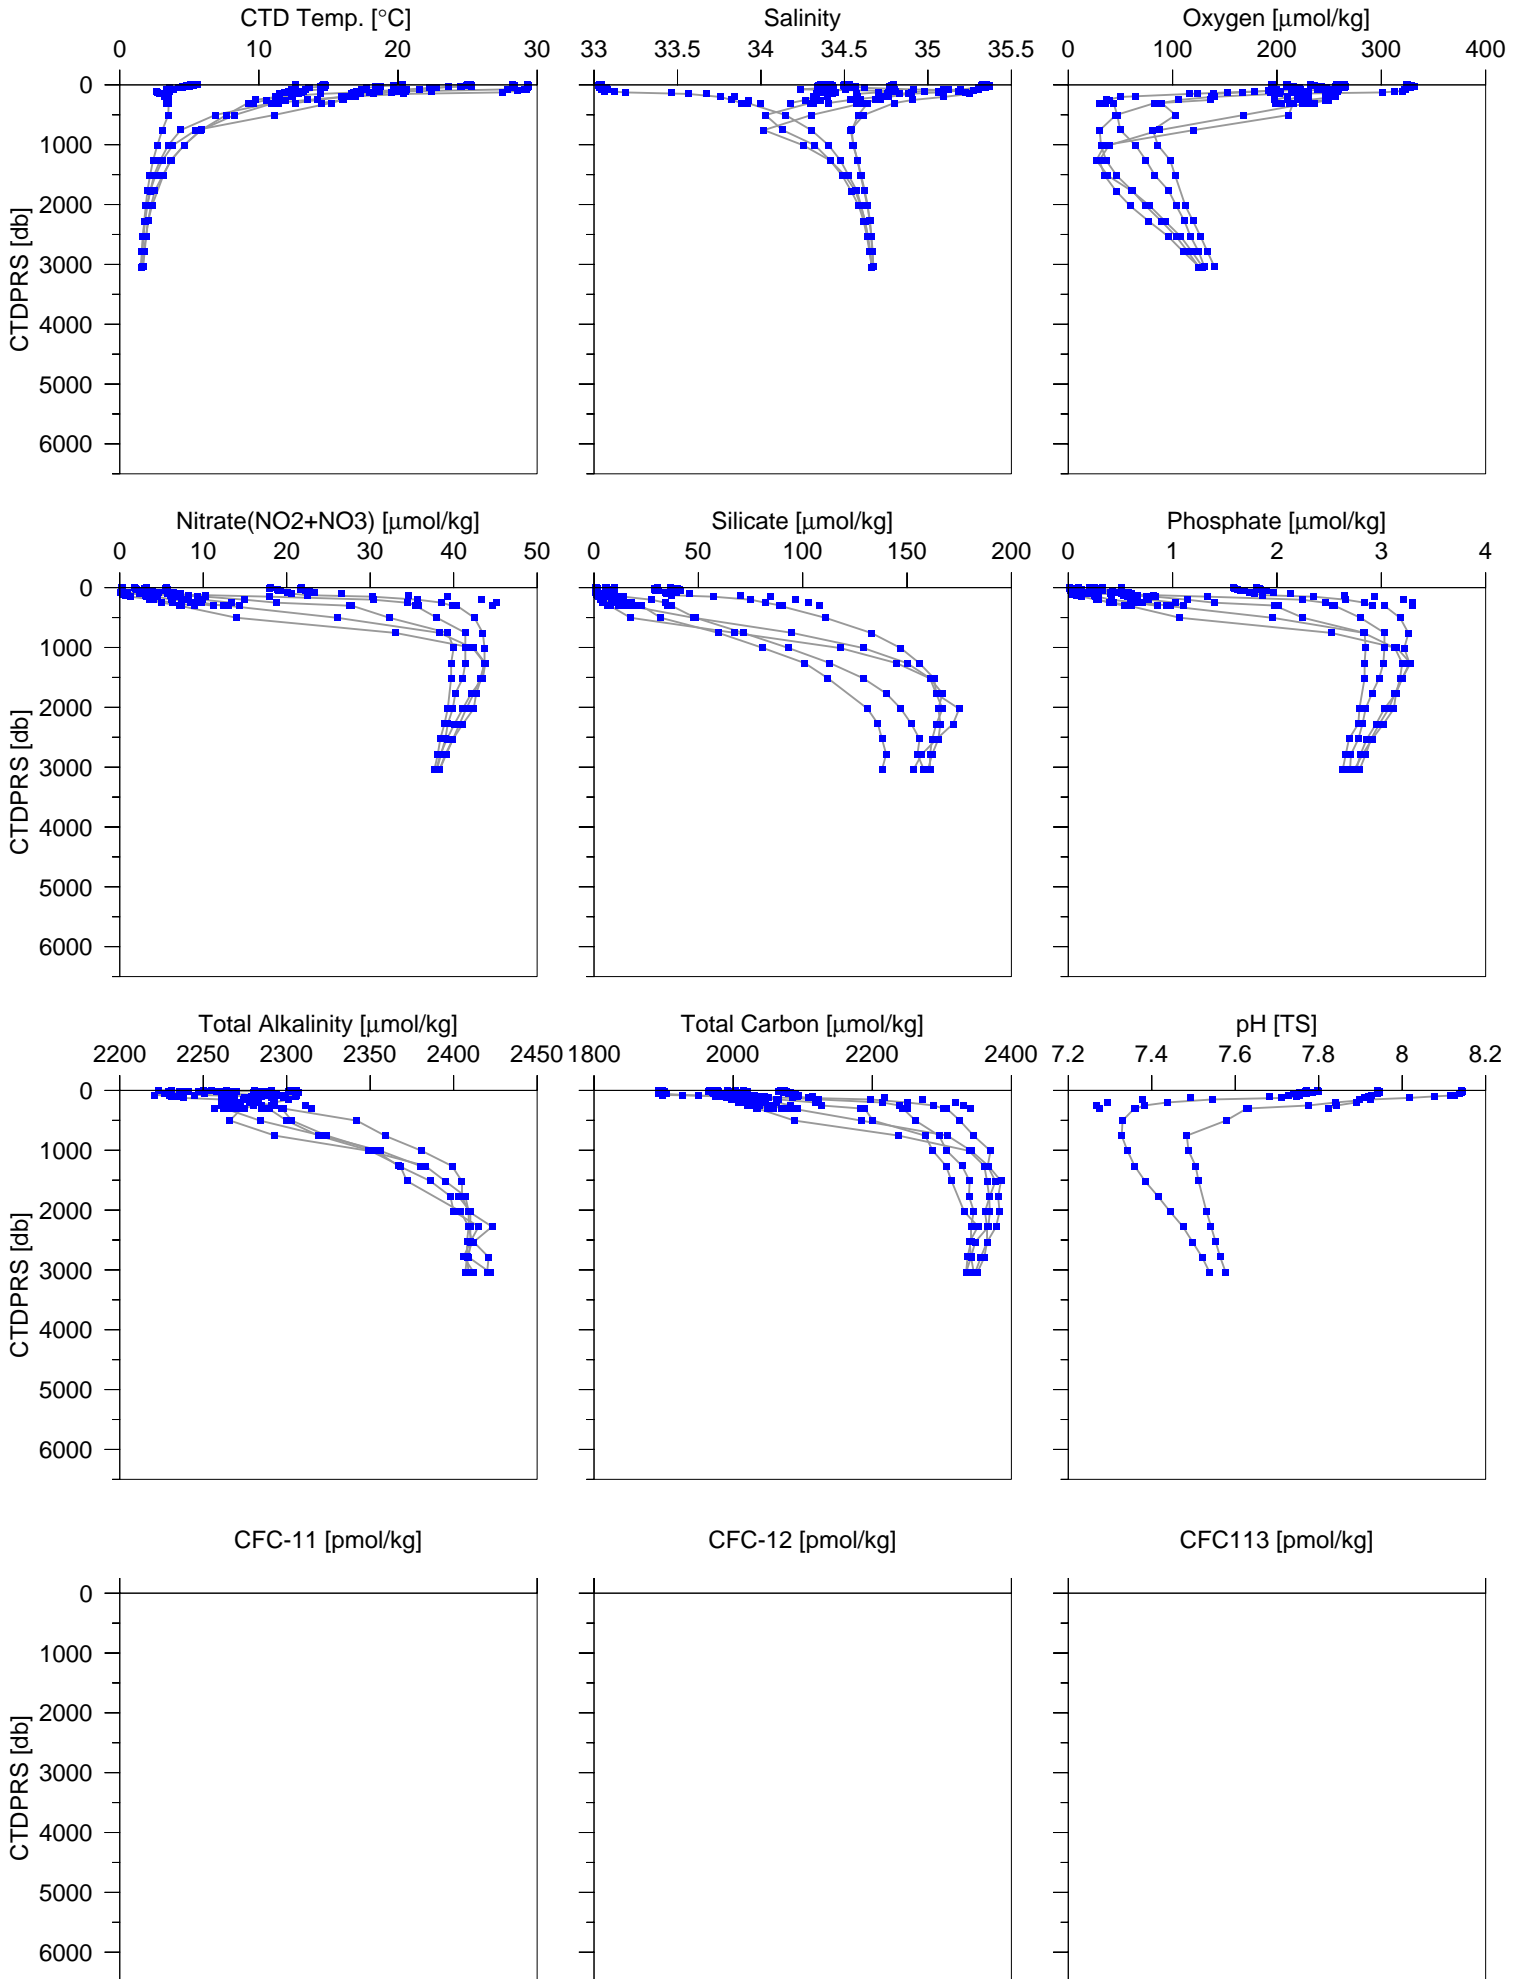 CTD Temp. [°C] Salinity Oxygen [μmol/kg]
0 10 20 30 33 33.5 34 34.5 35 35.5 0 100 200 300 400
0
1000
2000
3000
4000
5000
6000
CTDPRS [db]
Nitrate(NO2+NO3) [μmol/kg] Silicate [μmol/kg] Phosphate [μmol/kg]
0 10 20 30 40 50 0 50 100 150 200 0 1 2 3 4
0
1000
2000
3000
4000
5000
6000
CTDPRS [db]
Total Alkalinity [μmol/kg] Total Carbon [μmol/kg] pH [TS]
2200 2250 2300 2350 2400 2450 1800 2000 2200 2400 7.2 7.4 7.6 7.8 8 8.2
0
1000
2000
3000
4000
5000
6000
CTDPRS [db]
CFC-11 [pmol/kg] CFC-12 [pmol/kg] CFC113 [pmol/kg]
0
1000
2000
3000
4000
5000
6000
CTDPRS [db]